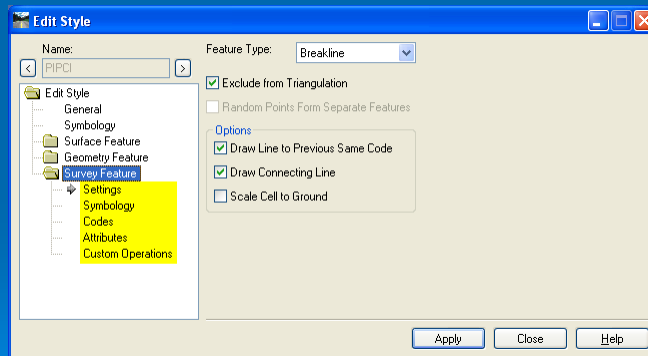 Edit Style
Name:
< PIPCI >
Edit Style
General
Symbology
Surface Feature
Geometry Feature
Survey Feature
Settings
Symbology
Codes
Attributes
Custom Operations
Feature Type: Breakline
Exclude from Triangulation
Random Points Form Separate Features
Options
Draw Line to Previous Same Code
Draw Connecting Line
Scale Cell to Ground
Apply Close Help